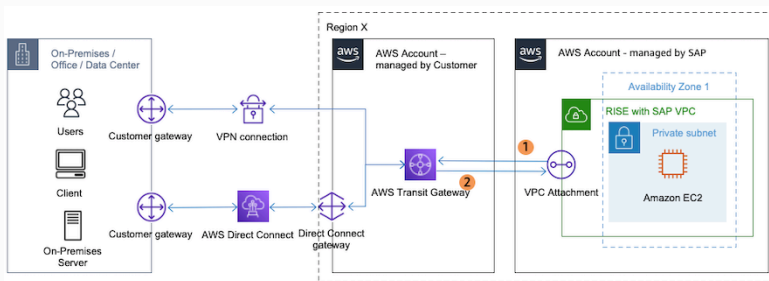 Region X
On-Premises /
Office / Data Center
aws
AWS Account –
managed by Customer
aws
AWS Account - managed by SAP
Availability Zone 1
RISE with SAP VPC
Private subnet
Users
Customer gateway
VPN connection
1
2
AWS Transit Gateway
VPC Attachment
Amazon EC2
Client
Customer gateway
AWS Direct Connect
Direct Connect
gateway
On-Premises
Server